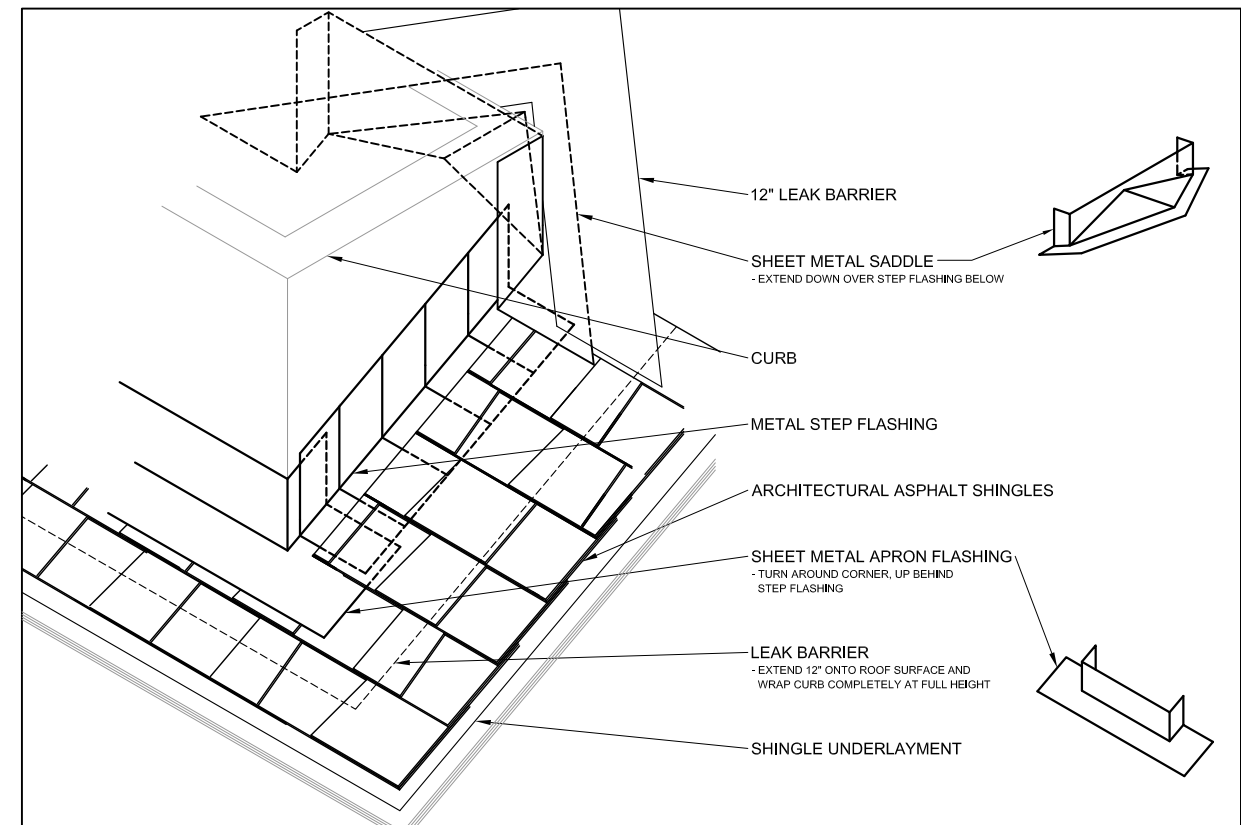 12" LEAK BARRIER
SHEET METAL SADDLE
- EXTEND DOWN OVER STEP FLASHING BELOW
CURB
METAL STEP FLASHING
ARCHITECTURAL ASPHALT SHINGLES
SHEET METAL APRON FLASHING
- TURN AROUND CORNER, UP BEHIND
STEP FLASHING
LEAK BARRIER
- EXTEND 12" ONTO ROOF SURFACE AND
WRAP CURB COMPLETELY AT FULL HEIGHT
SHINGLE UNDERLAYMENT